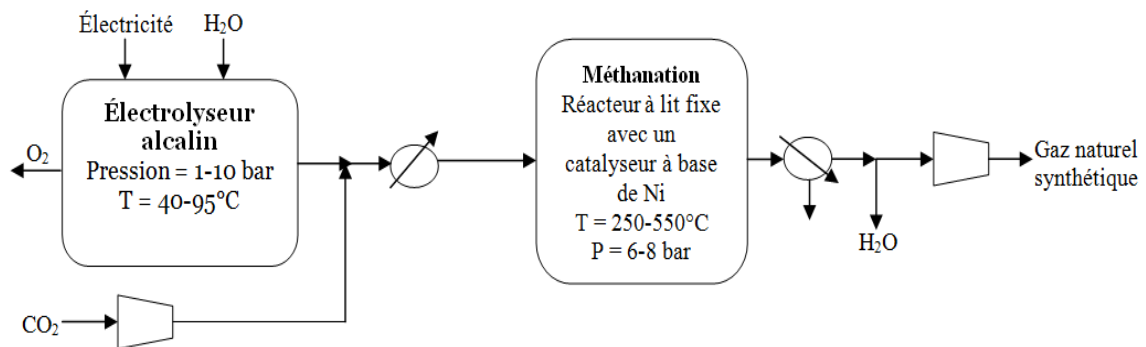 Électricité
H₂O
Électrolyseur
alcalin
Pression = 1-10 bar
T = 40-95°C
O₂
CO₂
Méthanation
Réacteur à lit fixe
avec un
catalyseur à base
de Ni
T = 250-550°C
P = 6-8 bar
H₂O
Gaz naturel
synthétique